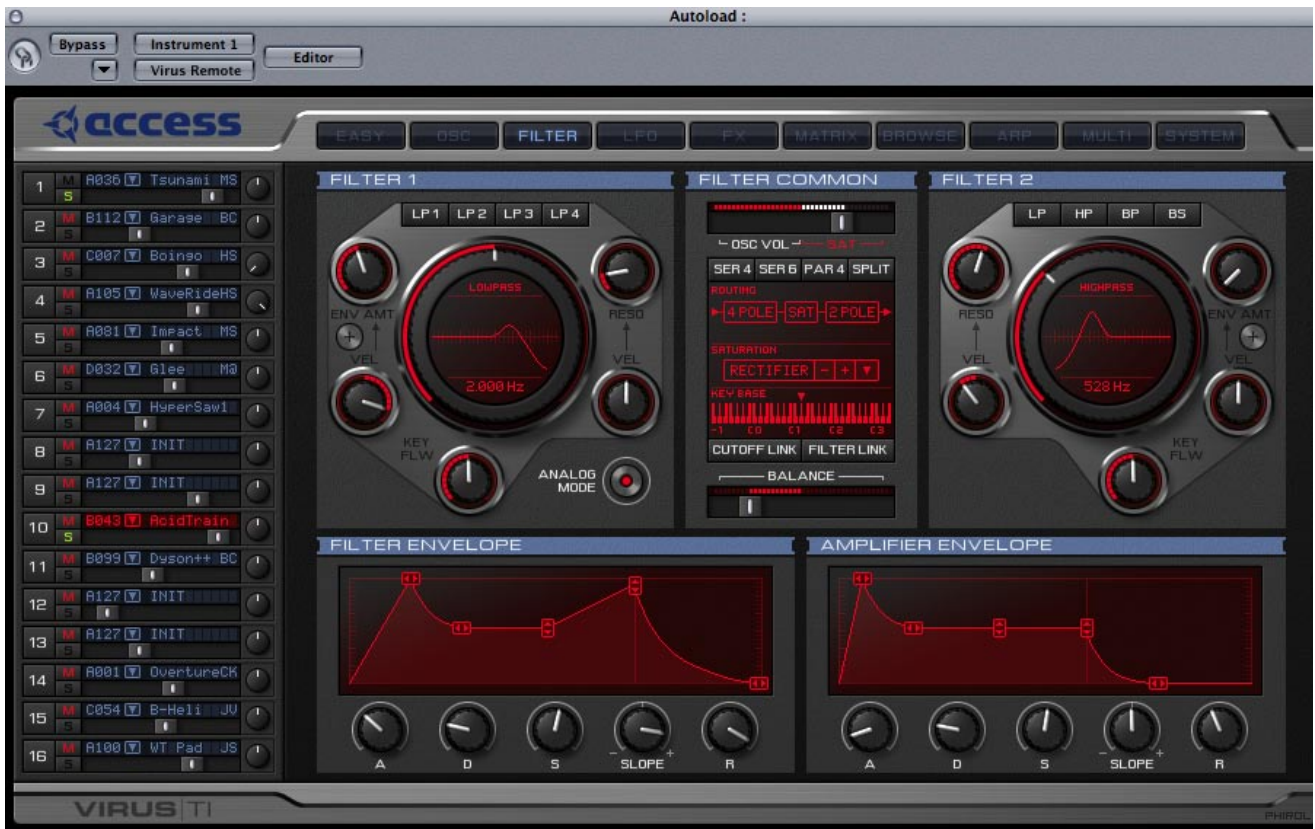 Autoload :
Bypass
Instrument 1
Virus Remote
Editor
access
EASY OSC FILTER LFO FX MATRIX BROWSE ARP MULTI SYSTEM
1 M S A036 Tsunami MS
2 M S B112 Garage BC
3 M S C007 Boingo HS
4 M S A105 WaveRideHS
5 M S A081 Impact MS
6 M S D032 Glee M@
7 M S A004 HyperSaw1
8 M S A127 INIT
9 M S A127 INIT
10 M S B043 AcidTrain
11 M S B099 Dyson++ BC
12 M S A127 INIT
13 M S A127 INIT
14 M S A001 OvertureCK
15 M S C054 B-Heli JV
16 M S A100 WT Pad JS
VIRUS TI
FILTER 1
LP1 LP2 LP3 LP4
ENV AMT
RESO
VEL
VEL
LOWPASS
2.000 Hz
KEY
FLW
ANALOG
MODE
FILTER COMMON
OSC VOL SAT
SER 4 SER 6 PAR 4 SPLIT
ROUTING
4 POLE SAT 2 POLE
SATURATION
RECTIFIER - +
KEY BASE
-1 C0 C1 C2 C3
CUTOFF LINK FILTER LINK
BALANCE
FILTER 2
LP HP BP BS
RESO
ENV AMT
VEL
VEL
HIGHPASS
528 Hz
KEY
FLW
FILTER ENVELOPE
A D S - SLOPE + R
AMPLIFIER ENVELOPE
A D S - SLOPE + R